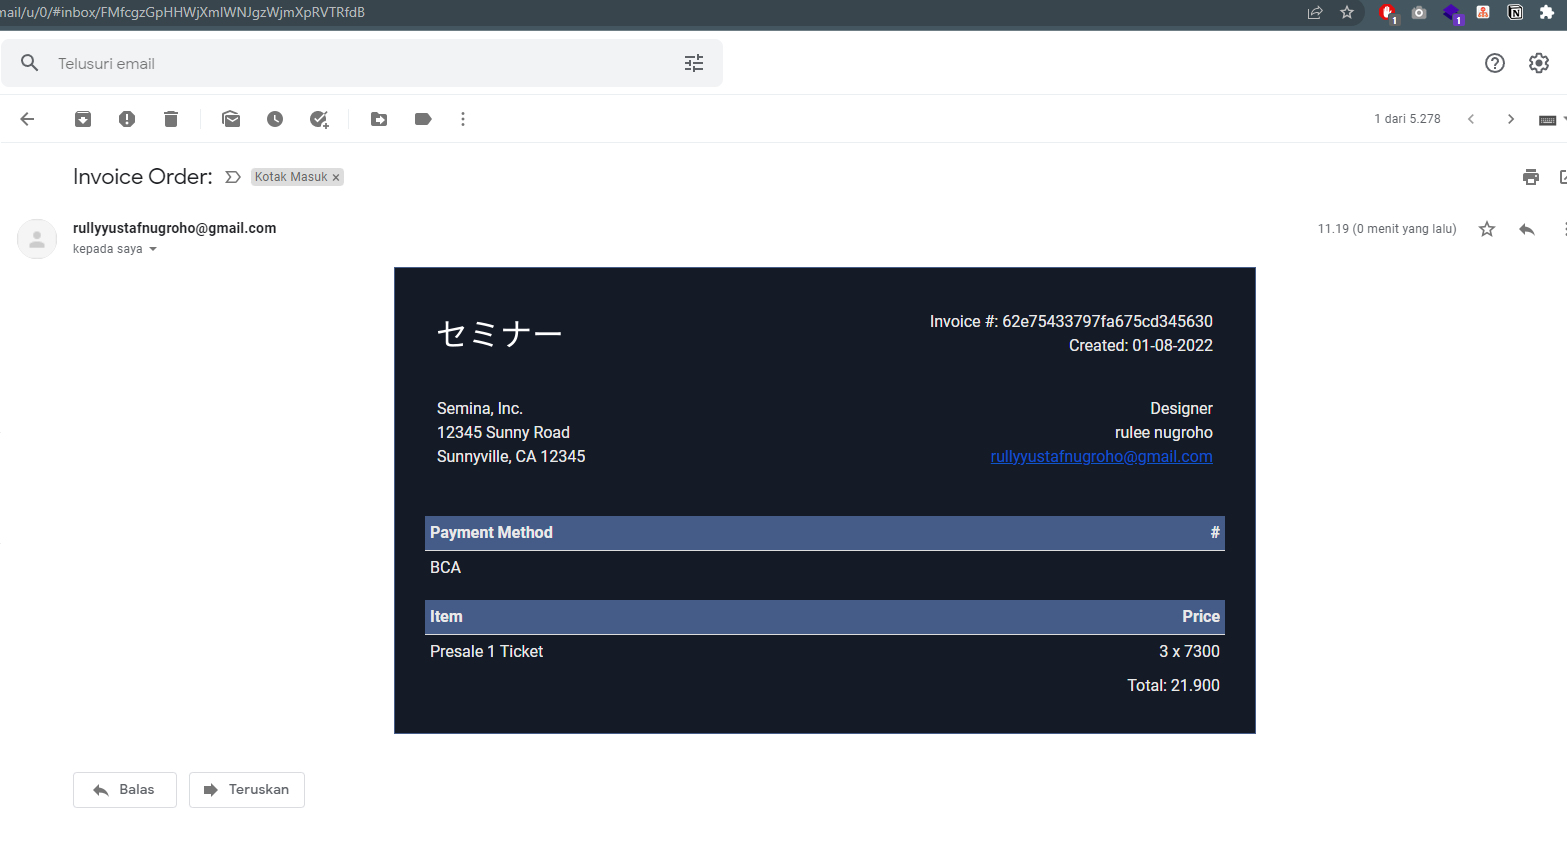 mail/u/0/#inbox/FMfcgzGpHHWjXmlWNJgzWjmXpRVTRfdB
1
1
Telusuri email
1 dari 5.278
Invoice Order:
Kotak Masuk ×
rullyyustafnugroho@gmail.com
11.19 (0 menit yang lalu)
kepada saya
セミナー
Invoice #: 62e75433797fa675cd345630
Created: 01-08-2022
Semina, Inc.
12345 Sunny Road
Sunnyville, CA 12345
Designer
rulee nugroho
rullyyustafnugroho@gmail.com
Payment Method #
BCA
Item Price
Presale 1 Ticket 3 x 7300
Total: 21.900
Balas
Teruskan